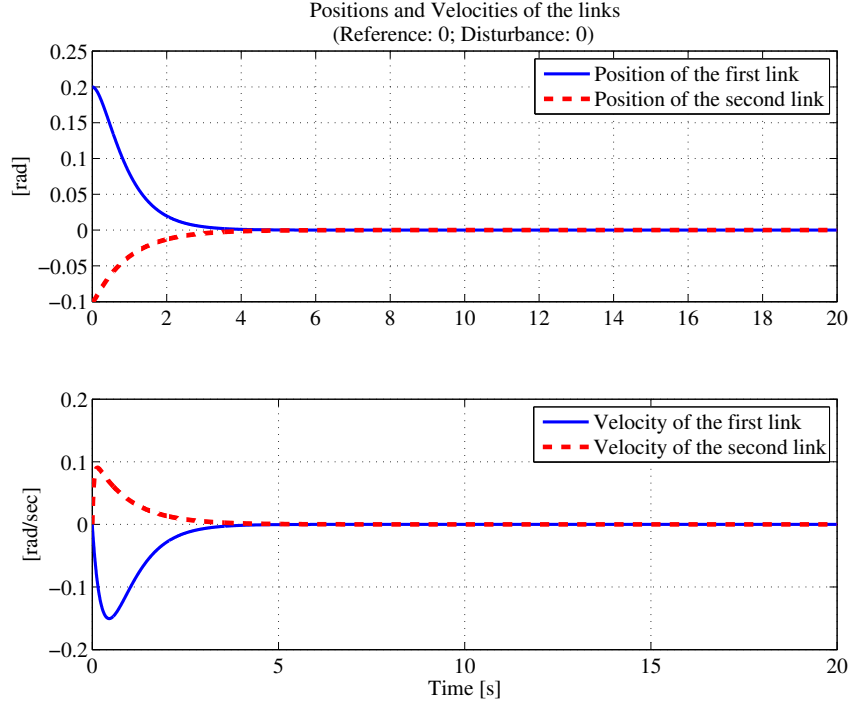 Positions and Velocities of the links
(Reference: 0; Disturbance: 0)
0.25
0.2
0.15
0.1
0.05
0
−0.05
−0.1
[rad]
Position of the first link
Position of the second link
0 2 4 6 8 10 12 14 16 18 20
0.2
0.1
0
−0.1
−0.2
[rad/sec]
Velocity of the first link
Velocity of the second link
0 5 10 15 20
Time [s]